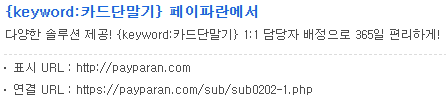 {keyword:카드단말기} 페이파란에서
다양한 솔루션 제공! {keyword:카드단말기} 1:1 담당자 배정으로 365일 편리하게!
· 표시 URL : http://payparan.com
· 연결 URL : https://payparan.com/sub/sub0202-1.php